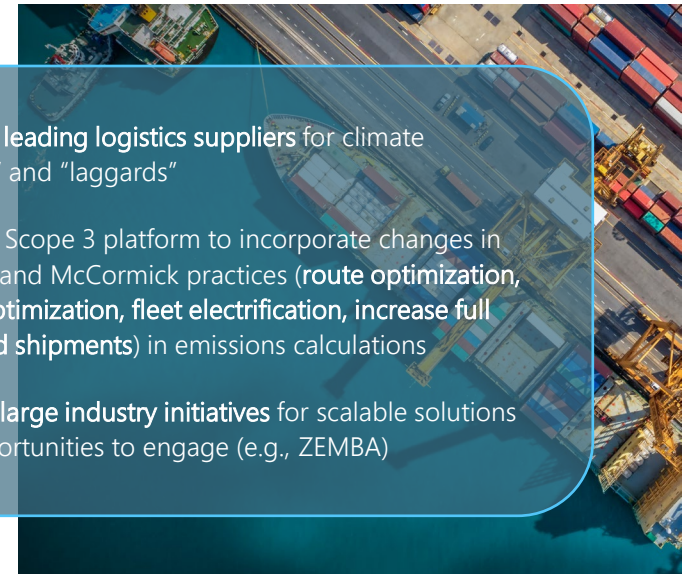 leading logistics suppliers for climate
” and “laggards”
Scope 3 platform to incorporate changes in
and McCormick practices (route optimization,
ptimization, fleet electrification, increase full
d shipments) in emissions calculations
large industry initiatives for scalable solutions
ortunities to engage (e.g., ZEMBA)